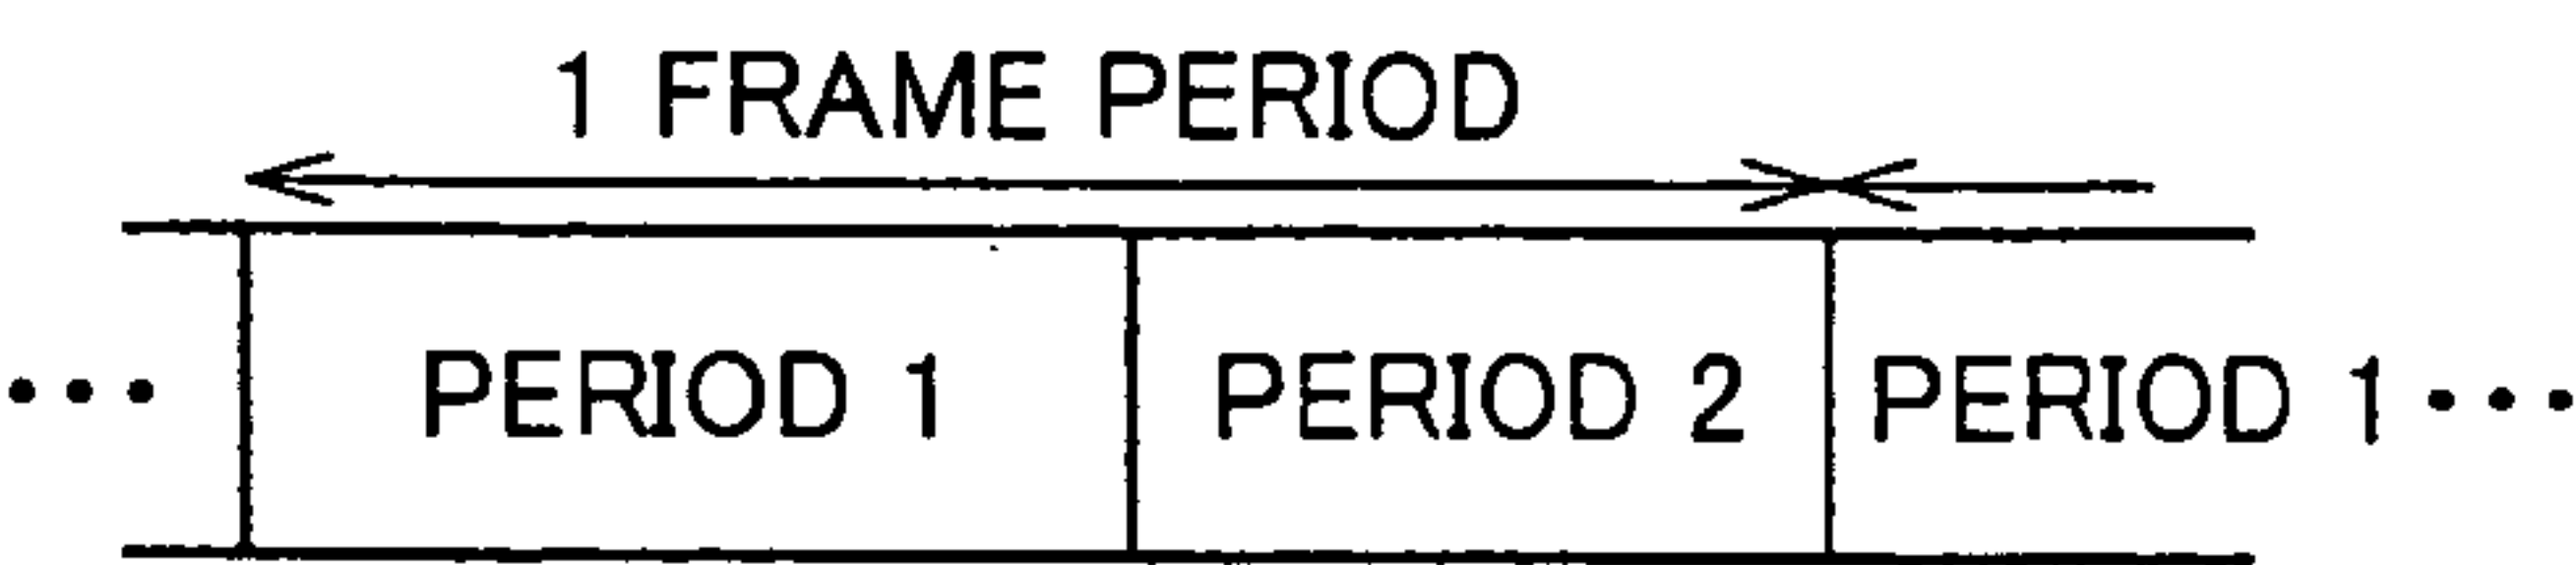 1 FRAME PERIOD
••• PERIOD 1 PERIOD 2 PERIOD 1 •••